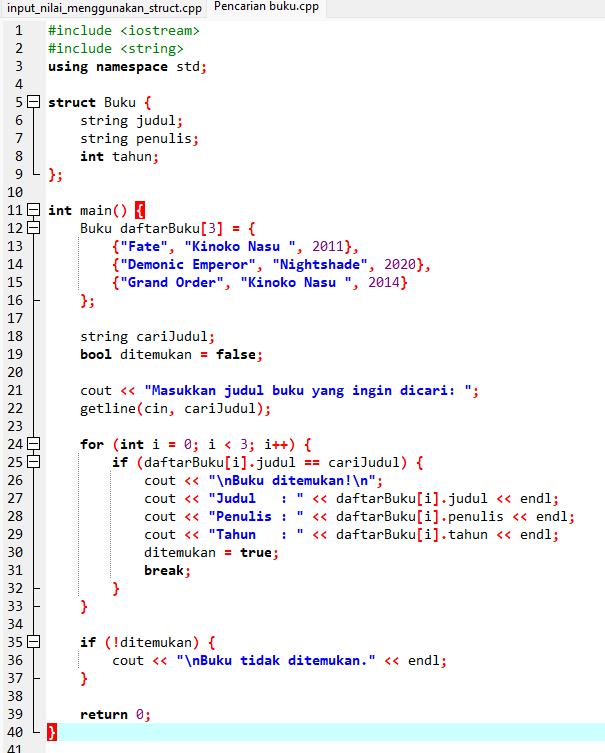 input_nilai_menggunakan_struct.cpp Pencarian buku.cpp
1 #include <iostream>
2 #include <string>
3 using namespace std;
4
5 struct Buku {
6 string judul;
7 string penulis;
8 int tahun;
9 };
10
11 int main() {
12 Buku daftarBuku[3] = {
13 {"Fate", "Kinoko Nasu ", 2011},
14 {"Demonic Emperor", "Nightshade", 2020},
15 {"Grand Order", "Kinoko Nasu ", 2014}
16 };
17
18 string cariJudul;
19 bool ditemukan = false;
20
21 cout << "Masukkan judul buku yang ingin dicari: ";
22 getline(cin, cariJudul);
23
24 for (int i = 0; i < 3; i++) {
25 if (daftarBuku[i].judul == cariJudul) {
26 cout << "\nBuku ditemukan!\n";
27 cout << "Judul   : " << daftarBuku[i].judul << endl;
28 cout << "Penulis : " << daftarBuku[i].penulis << endl;
29 cout << "Tahun   : " << daftarBuku[i].tahun << endl;
30 ditemukan = true;
31 break;
32 }
33 }
34
35 if (!ditemukan) {
36 cout << "\nBuku tidak ditemukan." << endl;
37 }
38
39 return 0;
40 }
41